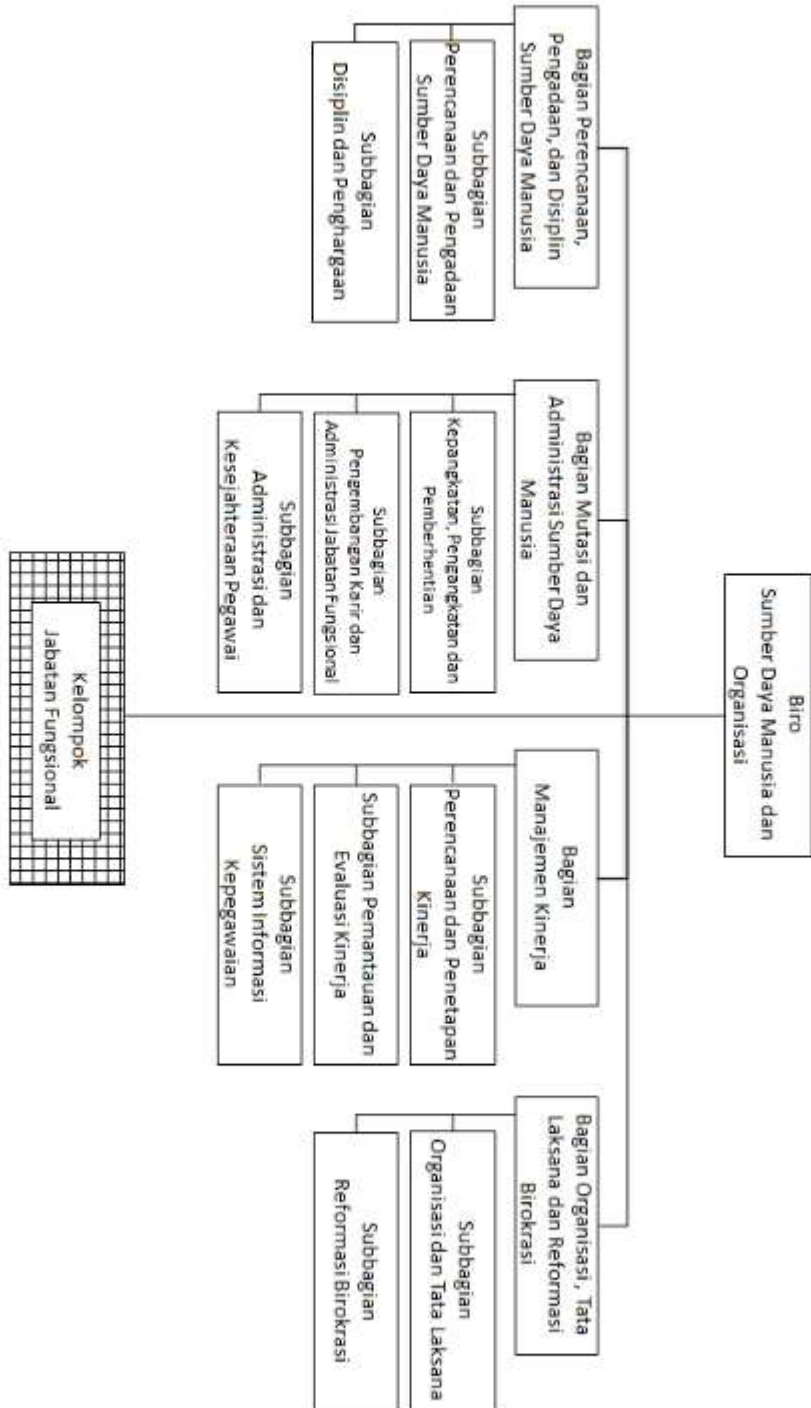 Biro
Sumber Daya Manusia dan
Organisasi
Bagian Perencanaan,
Pengadaan, dan Disiplin
Sumber Daya Manusia
Subbagian
Perencanaan dan Pengadaan
Sumber Daya Manusia
Subbagian
Disiplin dan Penghargaan
Bagian Mutasi dan
Administrasi Sumber Daya
Manusia
Subbagian
Kepangkatan, Pengangkatan dan
Pemberhentian
Subbagian
Pengembangan Karir dan
Administrasi Jabatan Fungsional
Subbagian
Administrasi dan
Kesejahteraan Pegawai
Bagian
Manajemen Kinerja
Subbagian
Perencanaan dan Penetapan
Kinerja
Subbagian Pemantauan dan
Evaluasi Kinerja
Subbagian
Sistem Informasi
Kepegawaian
Bagian Organisasi , Tata
Laksana dan Reformasi
Birokrasi
Subbagian
Organisasi dan Tata Laksana
Subbagian
Reformasi Birokrasi
Kelompok
Jabatan Fungsional